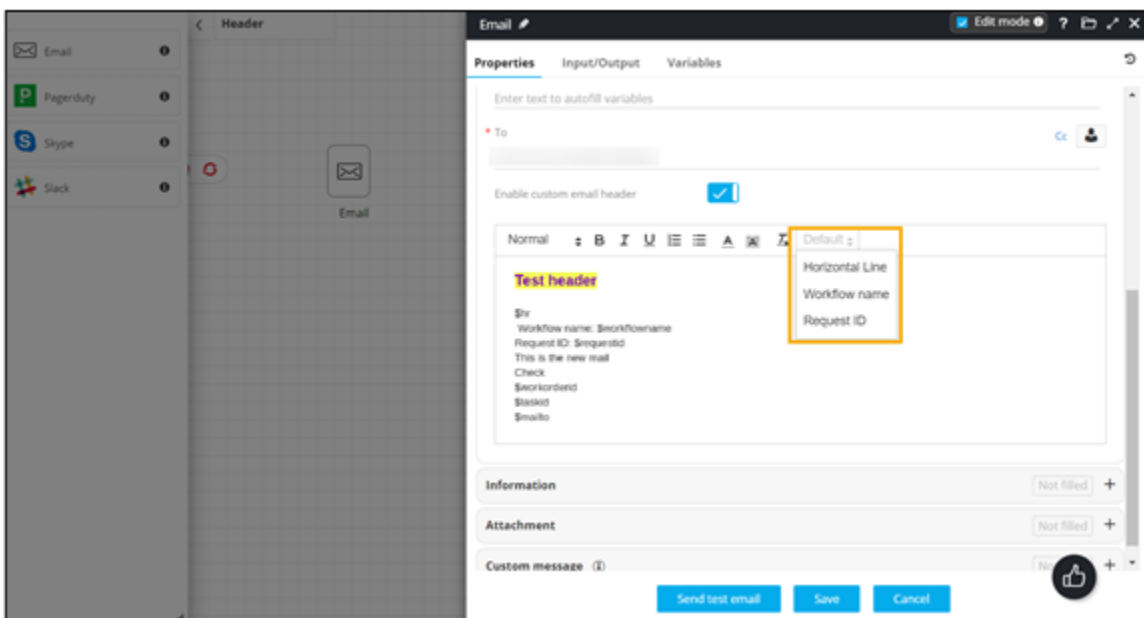 Header
Email
Pagerduty
Skype
Slack
Email
Email
Edit mode
?
Properties Input/Output Variables
Enter text to autofill variables
* To
Cc
Enable custom email header
Normal B I U A A Tx Default
Horizontal Line
Workflow name
Request ID
Test header
$hr
Workflow name: $workflowname
Request ID: $requestid
This is the new mail
Check
$workorderid
$taskid
$mailto
Information Not filled +
Attachment Not filled +
Custom message +
Send test email Save Cancel